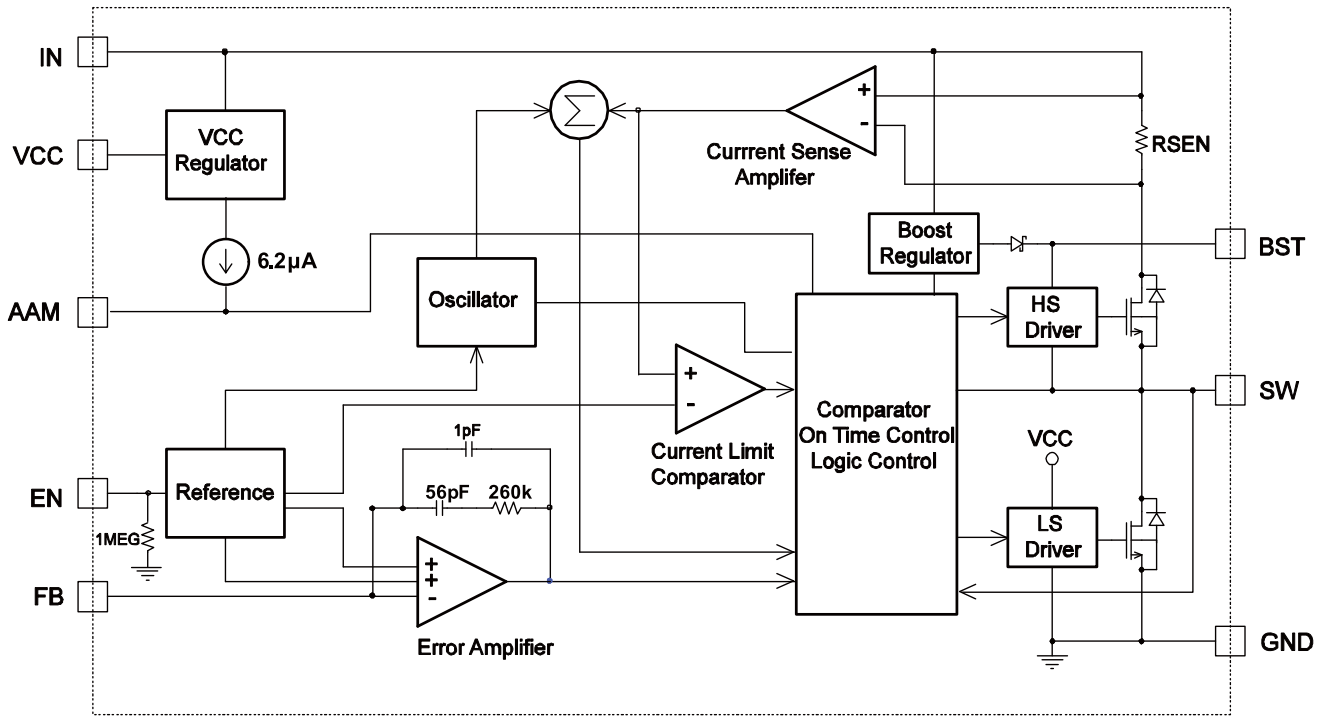 IN
VCC
Regulator
VCC
6.2µA
AAM
Oscillator
Σ
+
-
Currrent Sense
Amplifer
RSEN
Boost
Regulator
BST
HS
Driver
SW
+
-
Current Limit
Comparator
Comparator
On Time Control
Logic Control
VCC
LS
Driver
GND
EN
Reference
1MEG
FB
1pF
56pF
260k
+
+
-
Error Amplifier